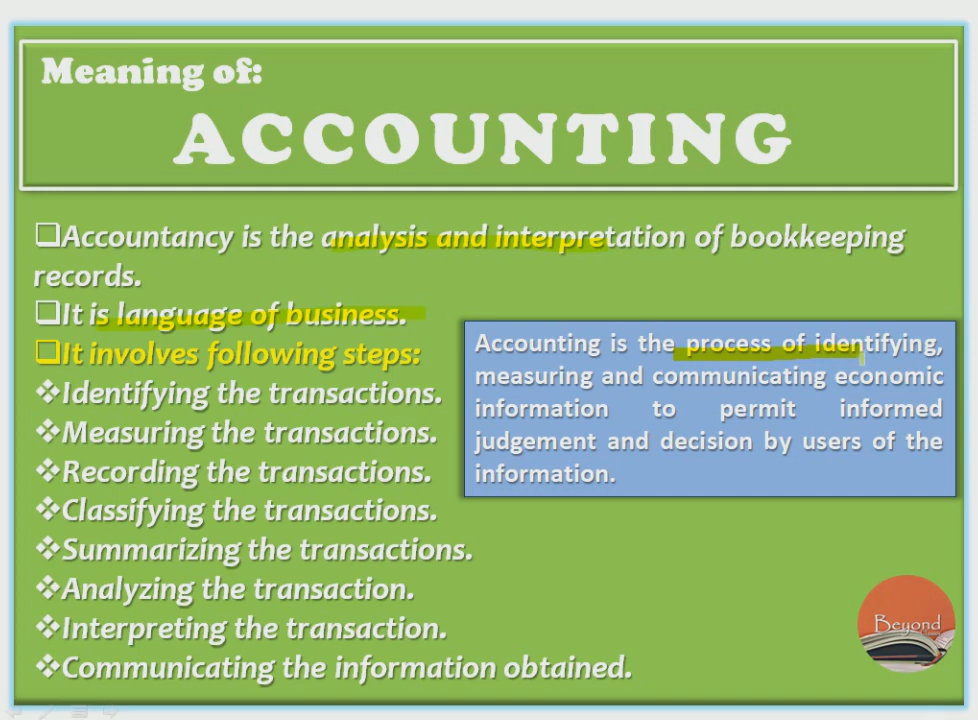 Meaning of:
ACCOUNTING
❑Accountancy is the analysis and interpretation of bookkeeping
records.
❑It is language of business.
❑It involves following steps:
❖Identifying the transactions.
❖Measuring the transactions.
❖Recording the transactions.
❖Classifying the transactions.
❖Summarizing the transactions.
❖Analyzing the transaction.
❖Interpreting the transaction.
❖Communicating the information obtained.
Accounting is the process of identifying,
measuring and communicating economic
information to permit informed
judgement and decision by users of the
information.
Beyond